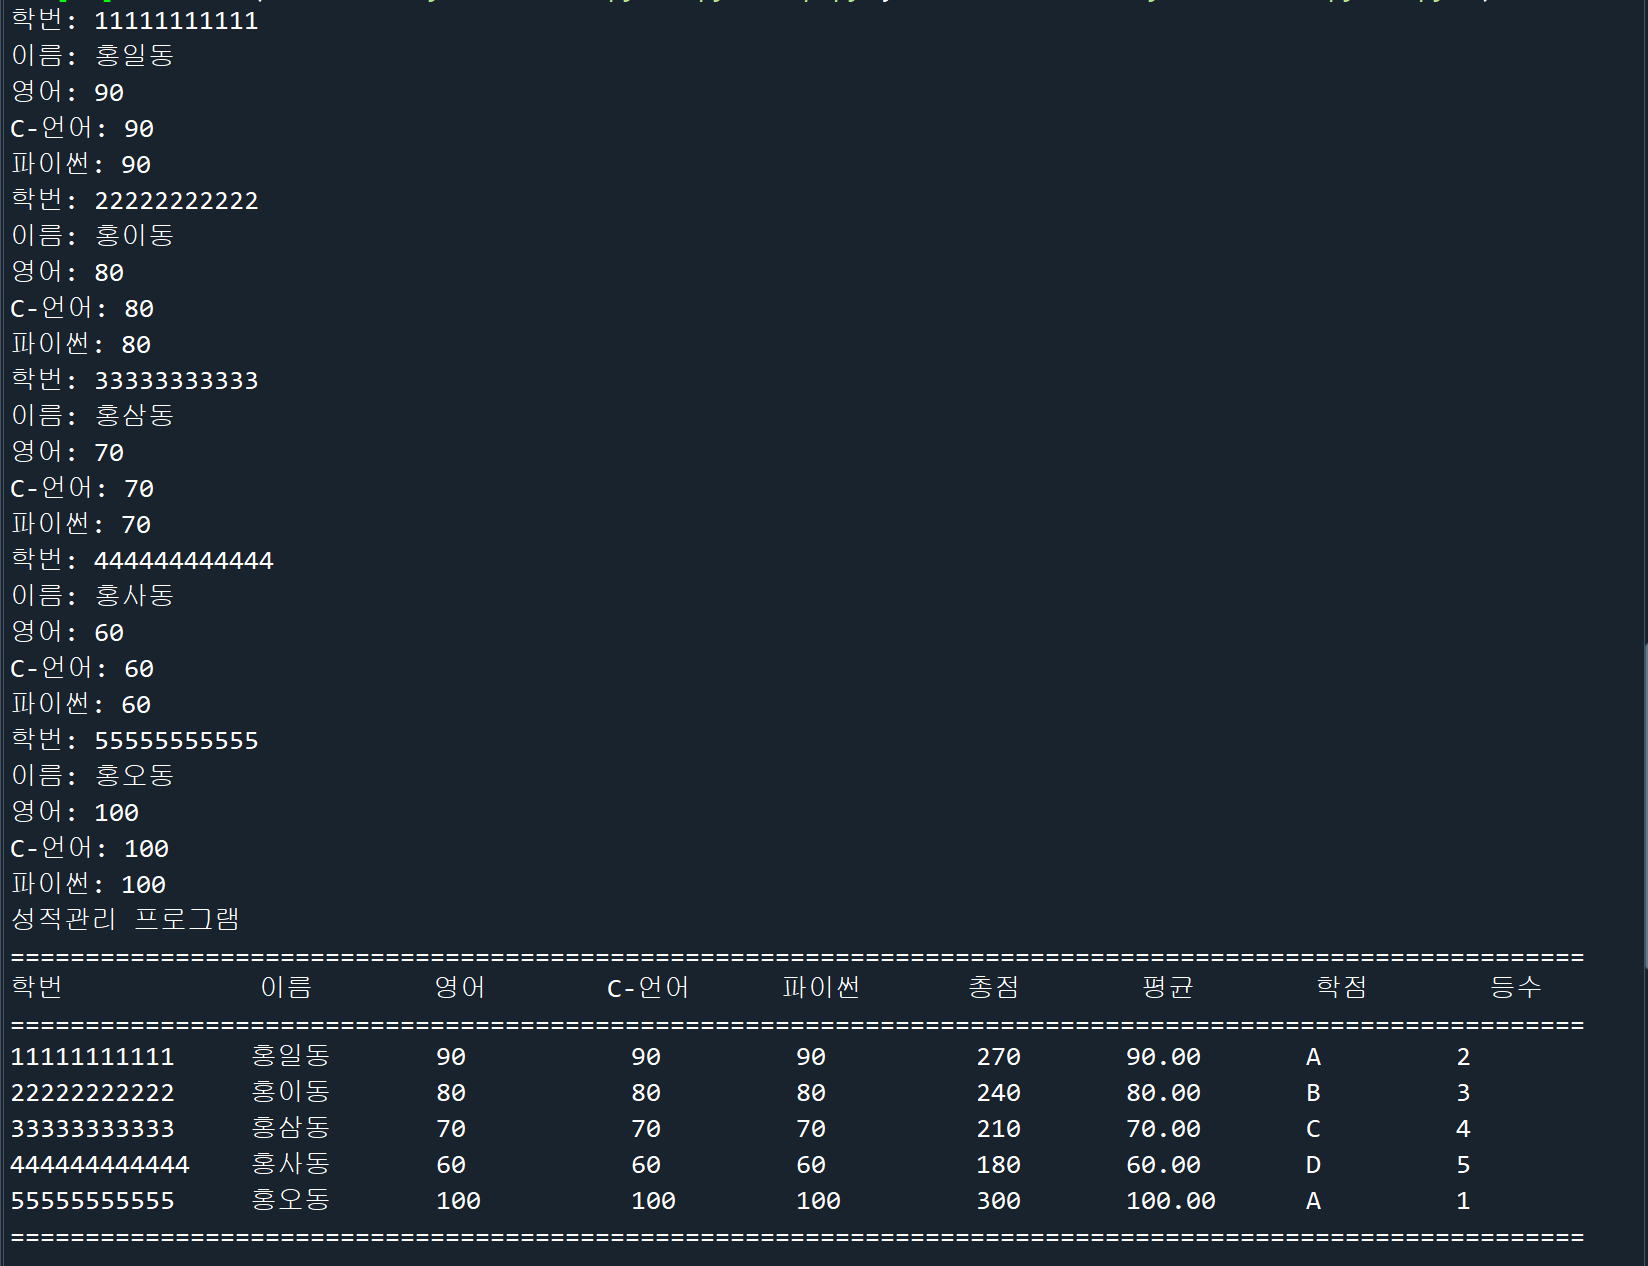 학번: 11111111111
이름: 홍일동
영어: 90
C-언어: 90
파이썬: 90
학번: 22222222222
이름: 홍이동
영어: 80
C-언어: 80
파이썬: 80
학번: 33333333333
이름: 홍삼동
영어: 70
C-언어: 70
파이썬: 70
학번: 444444444444
이름: 홍사동
영어: 60
C-언어: 60
파이썬: 60
학번: 55555555555
이름: 홍오동
영어: 100
C-언어: 100
파이썬: 100
성적관리 프로그램
=========================================================================================================
학번 이름 영어 C-언어 파이썬 총점 평균 학점 등수
=========================================================================================================
11111111111 홍일동 90 90 90 270 90.00 A 2
22222222222 홍이동 80 80 80 240 80.00 B 3
33333333333 홍삼동 70 70 70 210 70.00 C 4
444444444444 홍사동 60 60 60 180 60.00 D 5
55555555555 홍오동 100 100 100 300 100.00 A 1
=========================================================================================================